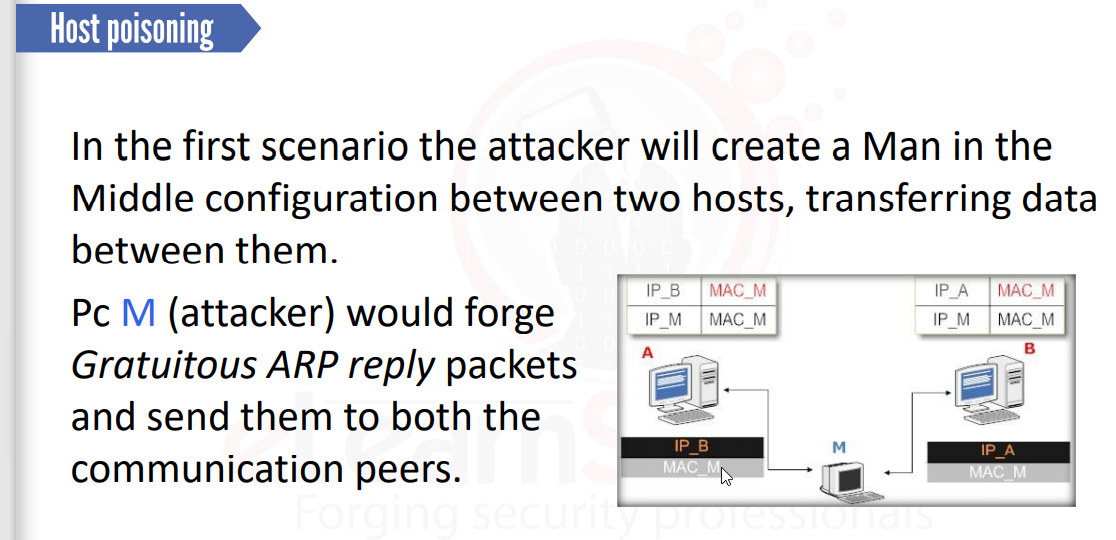 Host poisoning
In the first scenario the attacker will create a Man in the
Middle configuration between two hosts, transferring data
between them.
Pc M (attacker) would forge
Gratuitous ARP reply packets
and send them to both the
communication peers.
IP_B MAC_M
IP_M MAC_M
IP_A MAC_M
IP_M MAC_M
A
B
IP_B
MAC_M
M
IP_A
MAC_M
Forging security professionals